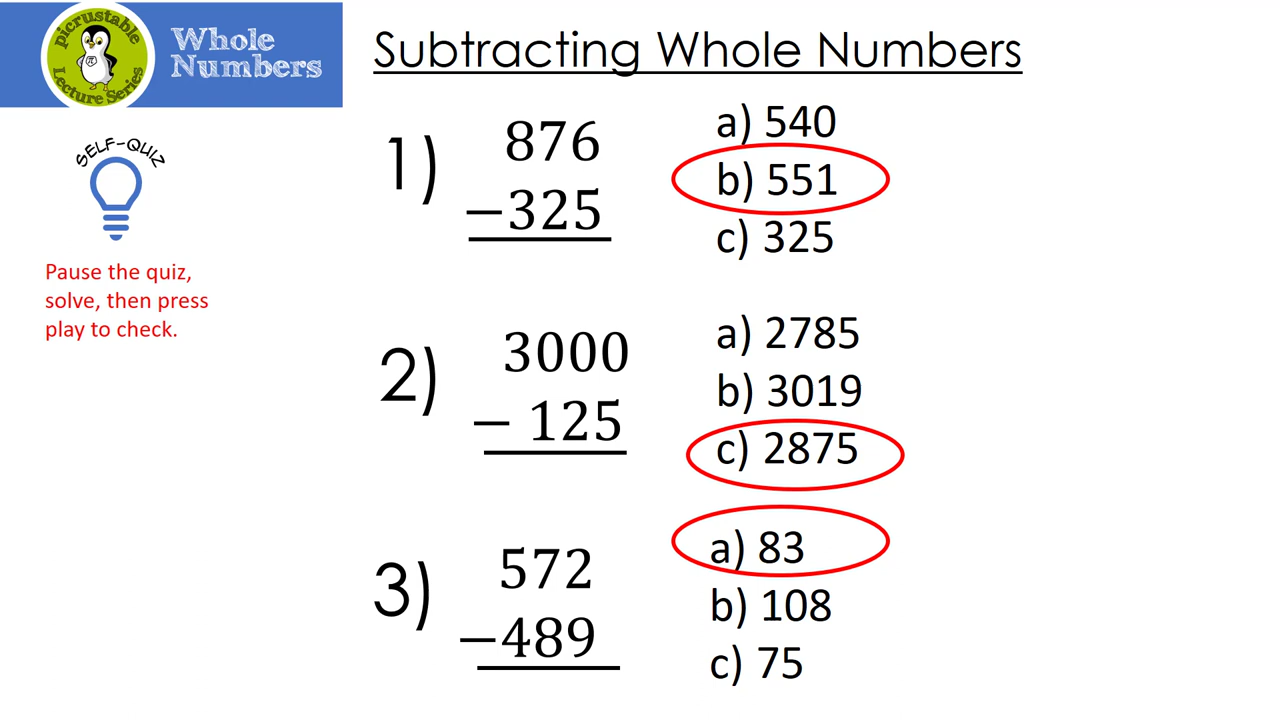 picrustable
Lecture Series
π
Whole
Numbers
Subtracting Whole Numbers
SELF-QUIZ
Pause the quiz,
solve, then press
play to check.
1)
876
−325
a) 540
b) 551
c) 325
2)
3000
− 125
a) 2785
b) 3019
c) 2875
3)
572
−489
a) 83
b) 108
c) 75